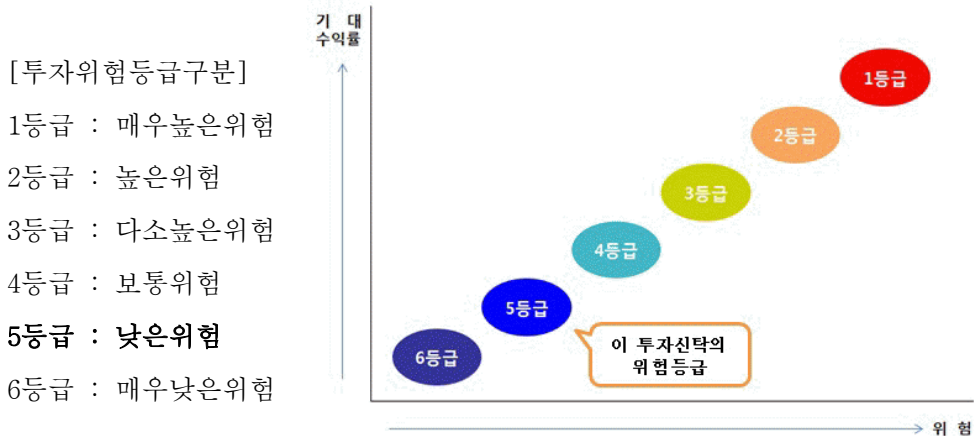 [투자위험등급구분]
1등급 : 매우높은위험
2등급 : 높은위험
3등급 : 다소높은위험
4등급 : 보통위험
5등급 : 낮은위험
6등급 : 매우낮은위험
기 대
수익률
1등급
2등급
3등급
4등급
5등급
6등급
이 투자신탁의
위험등급
위 험